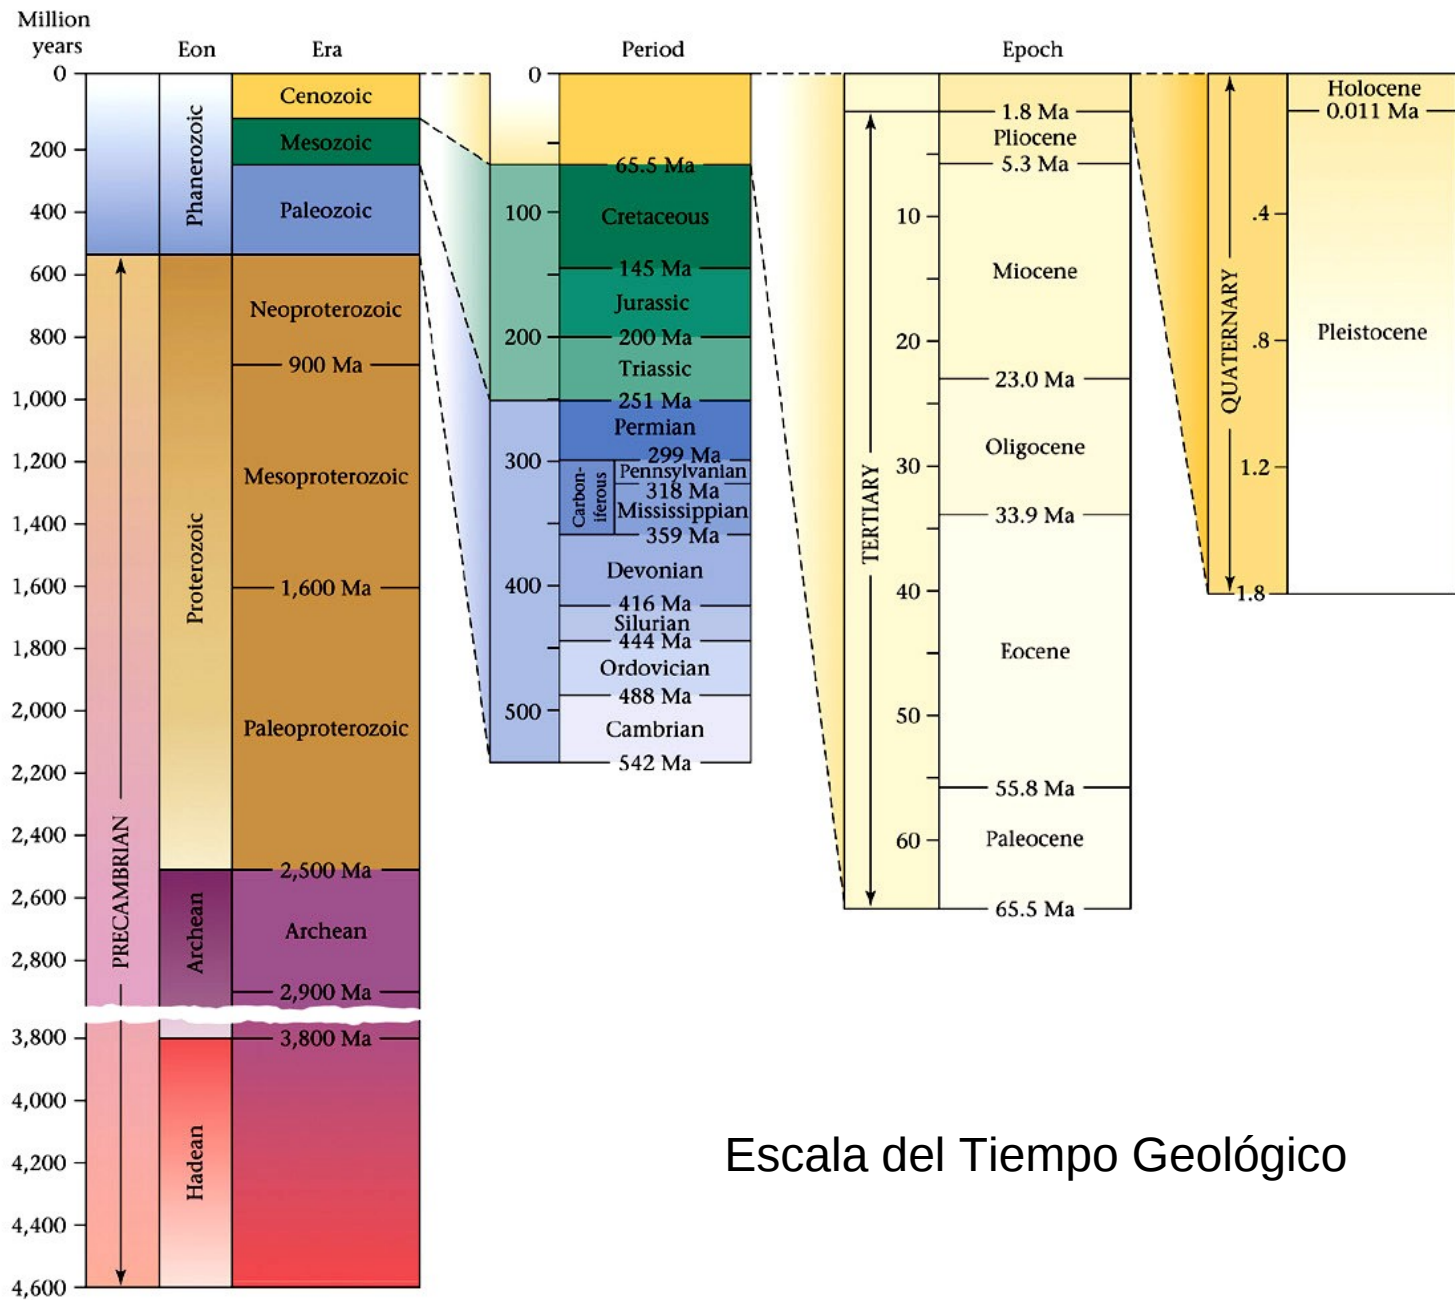 Million
years
Eon
Era
Period
Epoch
0
200
400
600
800
1,000
1,200
1,400
1,600
1,800
2,000
2,200
2,400
2,600
2,800
3,800
4,000
4,200
4,400
4,600
PRECAMBRIAN
Phanerozoic
Proterozoic
Archean
Hadean
Cenozoic
Mesozoic
Paleozoic
Neoproterozoic
900 Ma
Mesoproterozoic
1,600 Ma
Paleoproterozoic
2,500 Ma
Archean
2,900 Ma
3,800 Ma
0
100
200
300
400
500
65.5 Ma
Cretaceous
145 Ma
Jurassic
200 Ma
Triassic
251 Ma
Permian
299 Ma
Carbon-
iferous
Pennsylvanian
318 Ma
Mississippian
359 Ma
Devonian
416 Ma
Silurian
444 Ma
Ordovician
488 Ma
Cambrian
542 Ma
10
20
30
40
50
60
TERTIARY
1.8 Ma
Pliocene
5.3 Ma
Miocene
23.0 Ma
Oligocene
33.9 Ma
Eocene
55.8 Ma
Paleocene
65.5 Ma
QUATERNARY
.4
.8
1.2
1.8
Holocene
0.011 Ma
Pleistocene
Escala del Tiempo Geológico